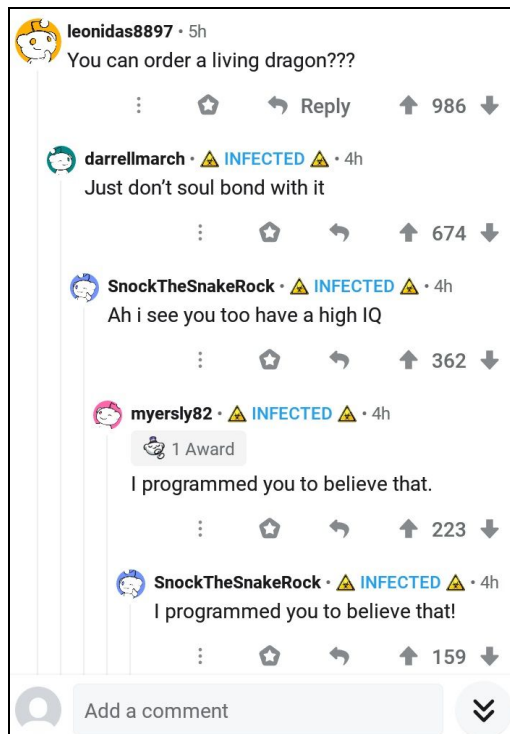 leonidas8897 · 5h
You can order a living dragon???
Reply 986
darrellmarch · INFECTED · 4h
Just don’t soul bond with it
674
SnockTheSnakeRock · INFECTED · 4h
Ah i see you too have a high IQ
362
myersly82 · INFECTED · 4h
1 Award
I programmed you to believe that.
223
SnockTheSnakeRock · INFECTED · 4h
I programmed you to believe that!
159
Add a comment